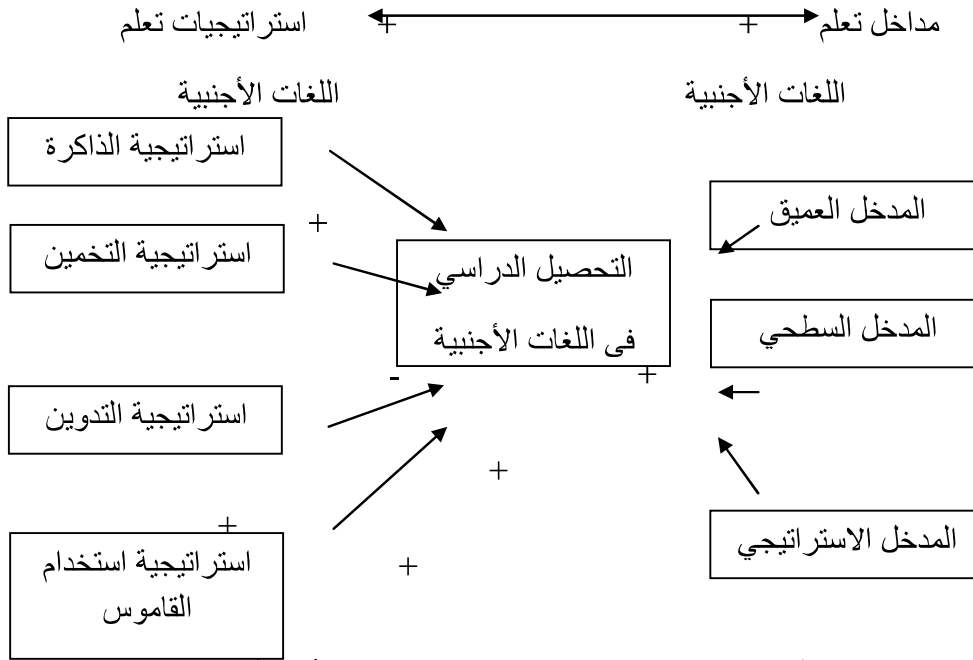 مداخل تعلم + + استراتيجيات تعلم
اللغات الأجنبية اللغات الأجنبية
استراتيجية الذاكرة
المدخل العميق
+
استراتيجية التخمين
التحصيل الدراسي
المدخل السطحي
فى اللغات الأجنبية
+ -
استراتيجية التدوين
+
المدخل الاستراتيجي
+
استراتيجية استخدام
القاموس
+